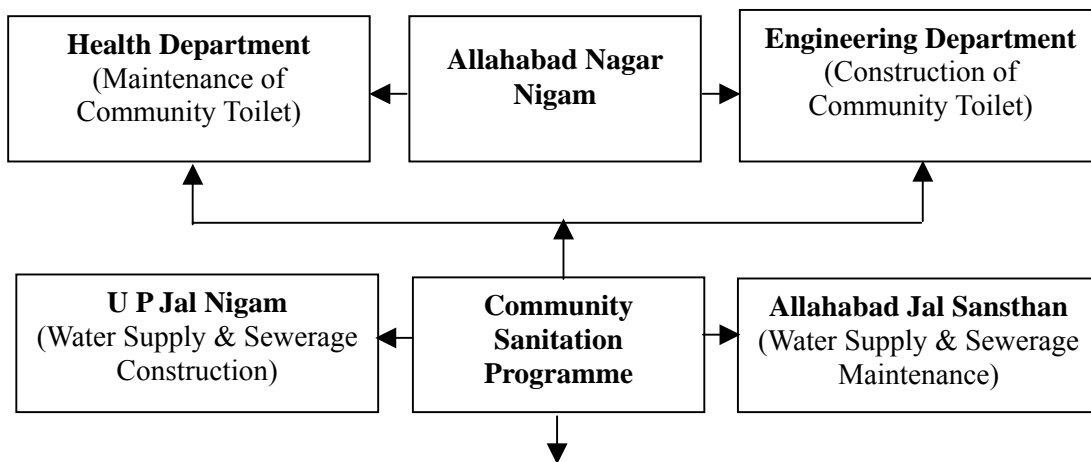 Health Department
(Maintenance of
Community Toilet)
Allahabad Nagar
Nigam
Engineering Department
(Construction of
Community Toilet)
U P Jal Nigam
(Water Supply & Sewerage
Construction)
Community
Sanitation
Programme
Allahabad Jal Sansthan
(Water Supply & Sewerage
Maintenance)